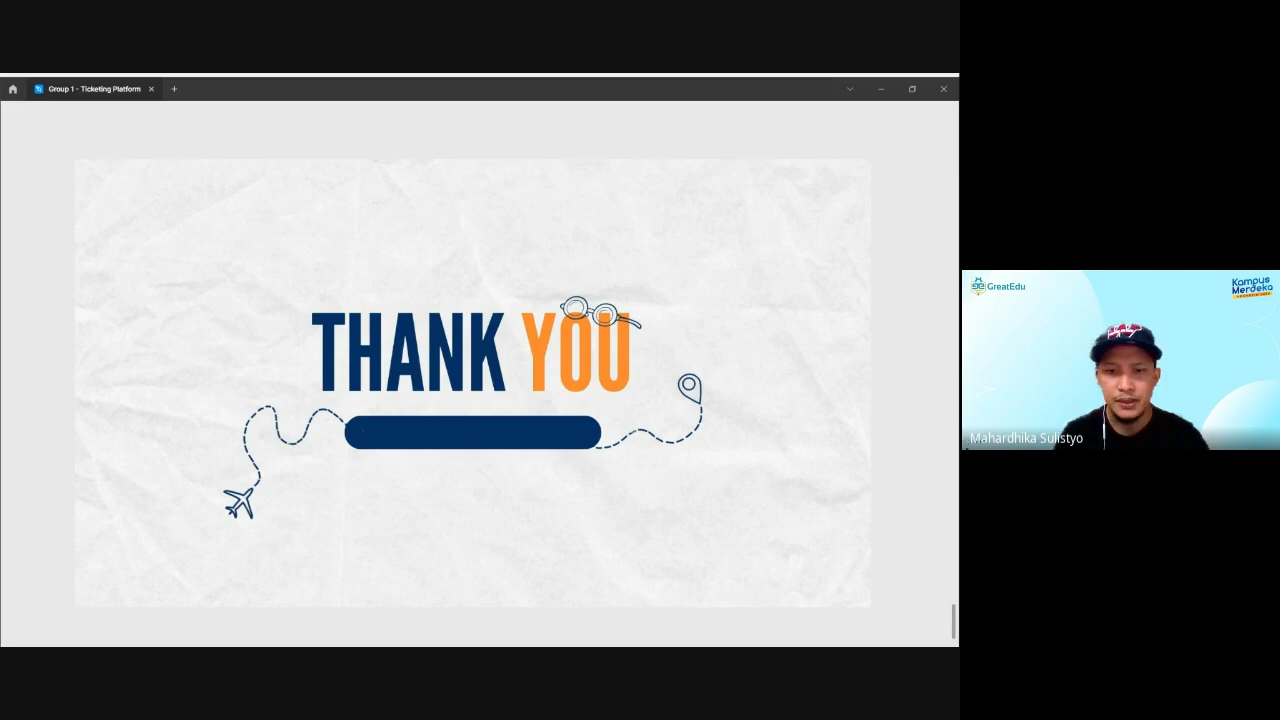 Group 1 - Ticketing Platform
THANK YOU
GreatEdu
Kampus
Merdeka
Mahardhika Sulistyo